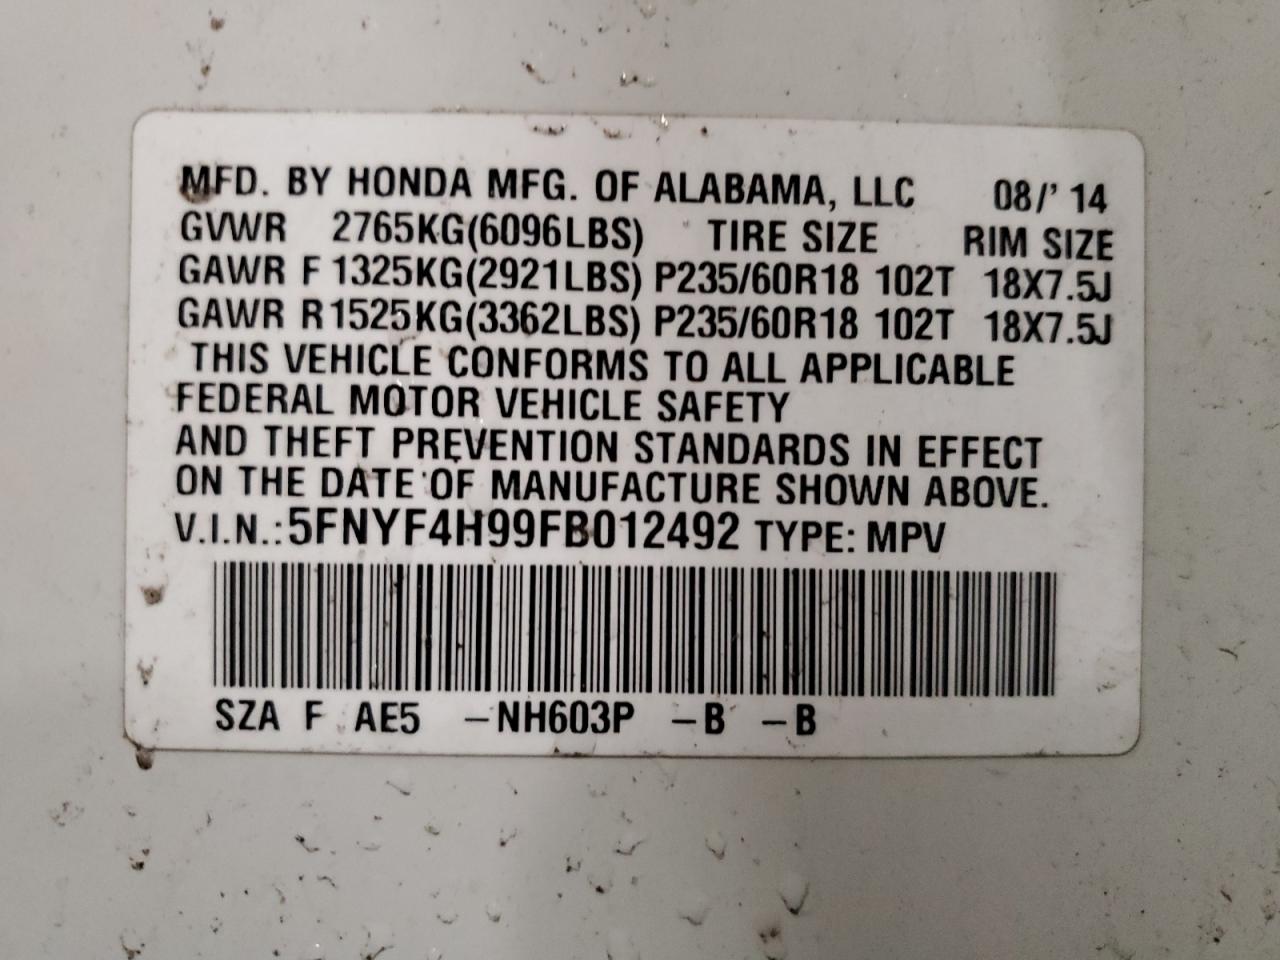 MFD. BY HONDA MFG. OF ALABAMA, LLC 08/' 14
GVWR 2765KG(6096LBS) TIRE SIZE RIM SIZE
GAWR F 1325KG(2921LBS) P235/60R18 102T 18X7.5J
GAWR R 1525KG(3362LBS) P235/60R18 102T 18X7.5J
THIS VEHICLE CONFORMS TO ALL APPLICABLE
FEDERAL MOTOR VEHICLE SAFETY
AND THEFT PREVENTION STANDARDS IN EFFECT
ON THE DATE OF MANUFACTURE SHOWN ABOVE.
V.I.N.:5FNYF4H99FB012492 TYPE: MPV
SZA F AE5 –NH603P –B –B